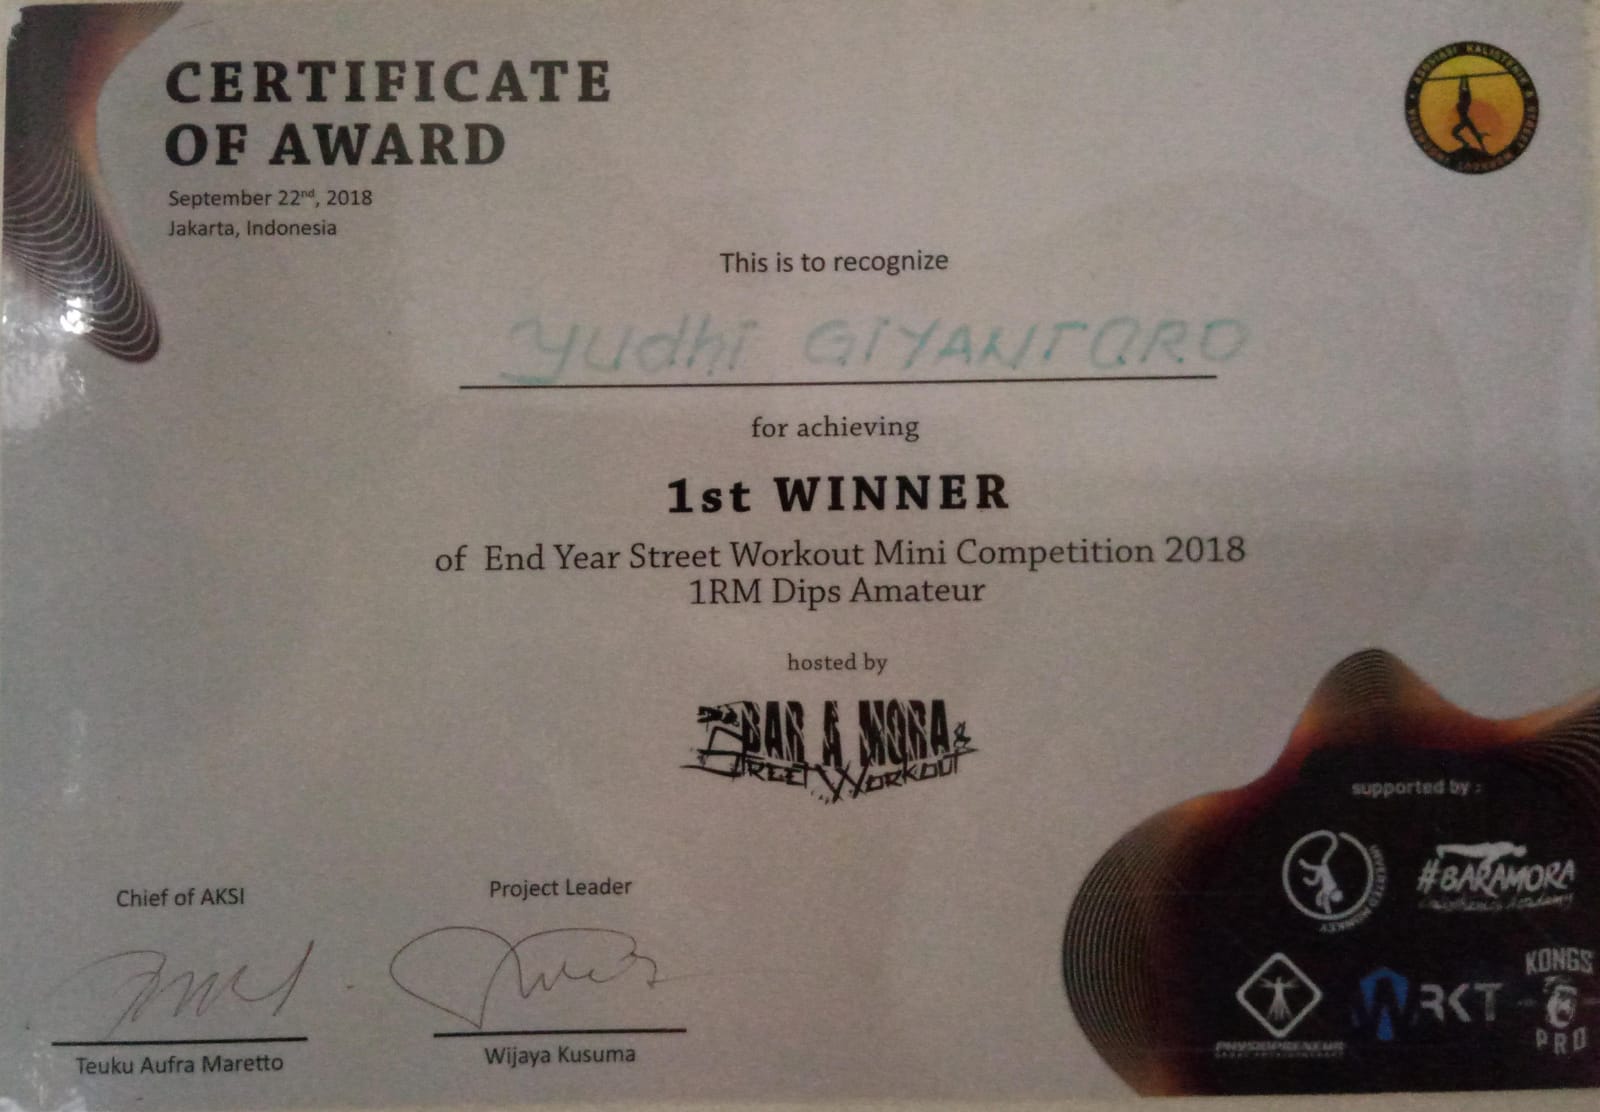 CERTIFICATE
OF AWARD
September 22nd, 2018
Jakarta, Indonesia
ASOSIASI KALISTENIK & STREET WORKOUT INDONESIA
This is to recognize
Yudhi GIYANTORO
for achieving
1st WINNER
of End Year Street Workout Mini Competition 2018
1RM Dips Amateur
hosted by
BAR A MORA
STREET WORKOUT
supported by :
INVERTED MONKEY
#BARAMORA
Calisthenics Academy
PHYSIOPRENEUR
RKT
KONGS
PRO
Chief of AKSI
Project Leader
Teuku Aufra Maretto
Wijaya Kusuma